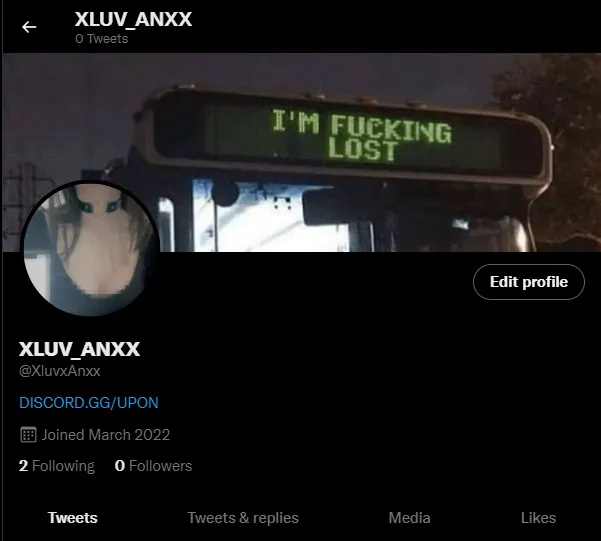 XLUV_ANXX
0 Tweets
I'M FUCKING
LOST
Edit profile
XLUV_ANXX
@XluvxAnxx
DISCORD.GG/UPON
Joined March 2022
2 Following 0 Followers
Tweets Tweets & replies Media Likes